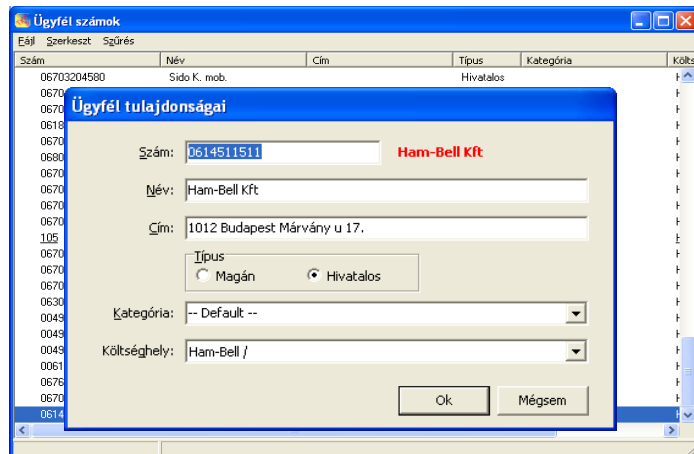 Ügyfél számok
Fájl Szerkeszt Szűrés
Szám Név Cím Típus Kategória Költs
06703204580 Sido K. mob. Hivatalos H
0670 H
Ügyfél tulajdonságai
0670 H
0618 H
0670 H
Szám: 0614511511 Ham-Bell Kft
0680 H
0670 H
Név: Ham-Bell Kft
0670 H
0670 H
Cím: 1012 Budapest Márvány u 17.
105 H
0670 H
Típus
0670 H
Magán Hivatalos
0670 H
0630 H
Kategória: -- Default --
0049 H
0049 H
Költséghely: Ham-Bell /
0049 H
0061 H
0676 H
Ok Mégsem
0670 H
0614 H